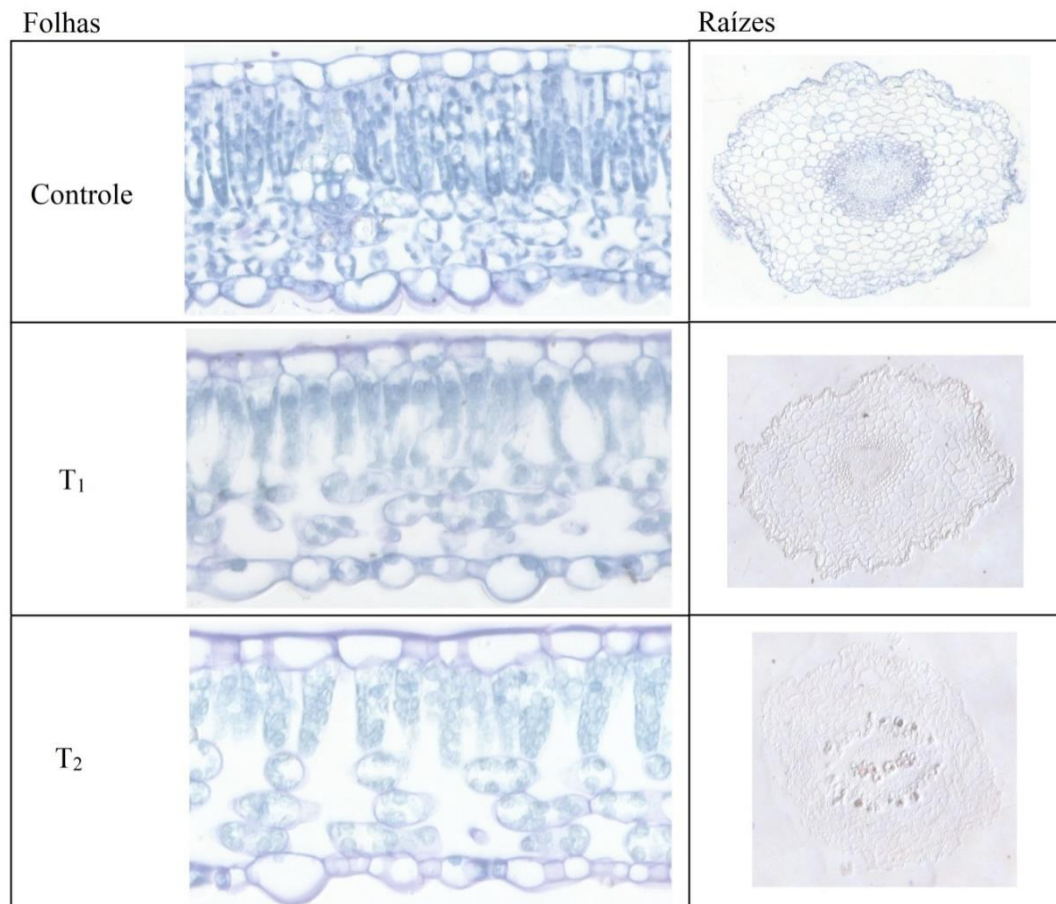 Folhas Raízes
Controle
T₁
T₂